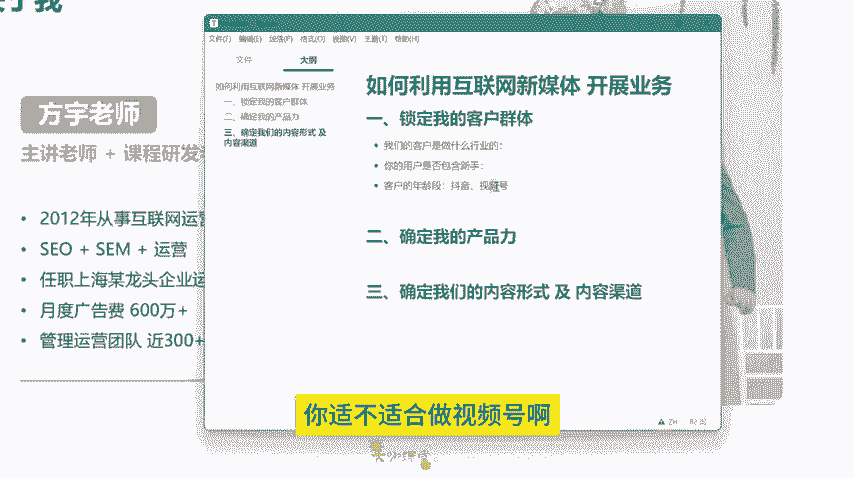 于我
方宇老师
主讲老师 + 课程研发
• 2012年从事互联网运营
• SEO + SEM + 运营
• 任职上海某龙头企业运
• 月度广告费 600万+
• 管理运营团队 近300+
文件(F) 编辑(E) 段落(P) 格式(O) 视图(V) 主题(T) 帮助(H)
文件 大纲
如何利用互联网新媒体 开展业务
一、锁定我的客户群体
二、确定我的产品力
三、确定我们的内容形式 及
内容渠道
如何利用互联网新媒体 开展业务
一、锁定我的客户群体
• 我们的客户是做什么行业的：
• 你的用户是否包含新手：
• 客户的年龄段：抖音、视频号
二、确定我的产品力
三、确定我们的内容形式 及 内容渠道
你适不适合做视频号啊